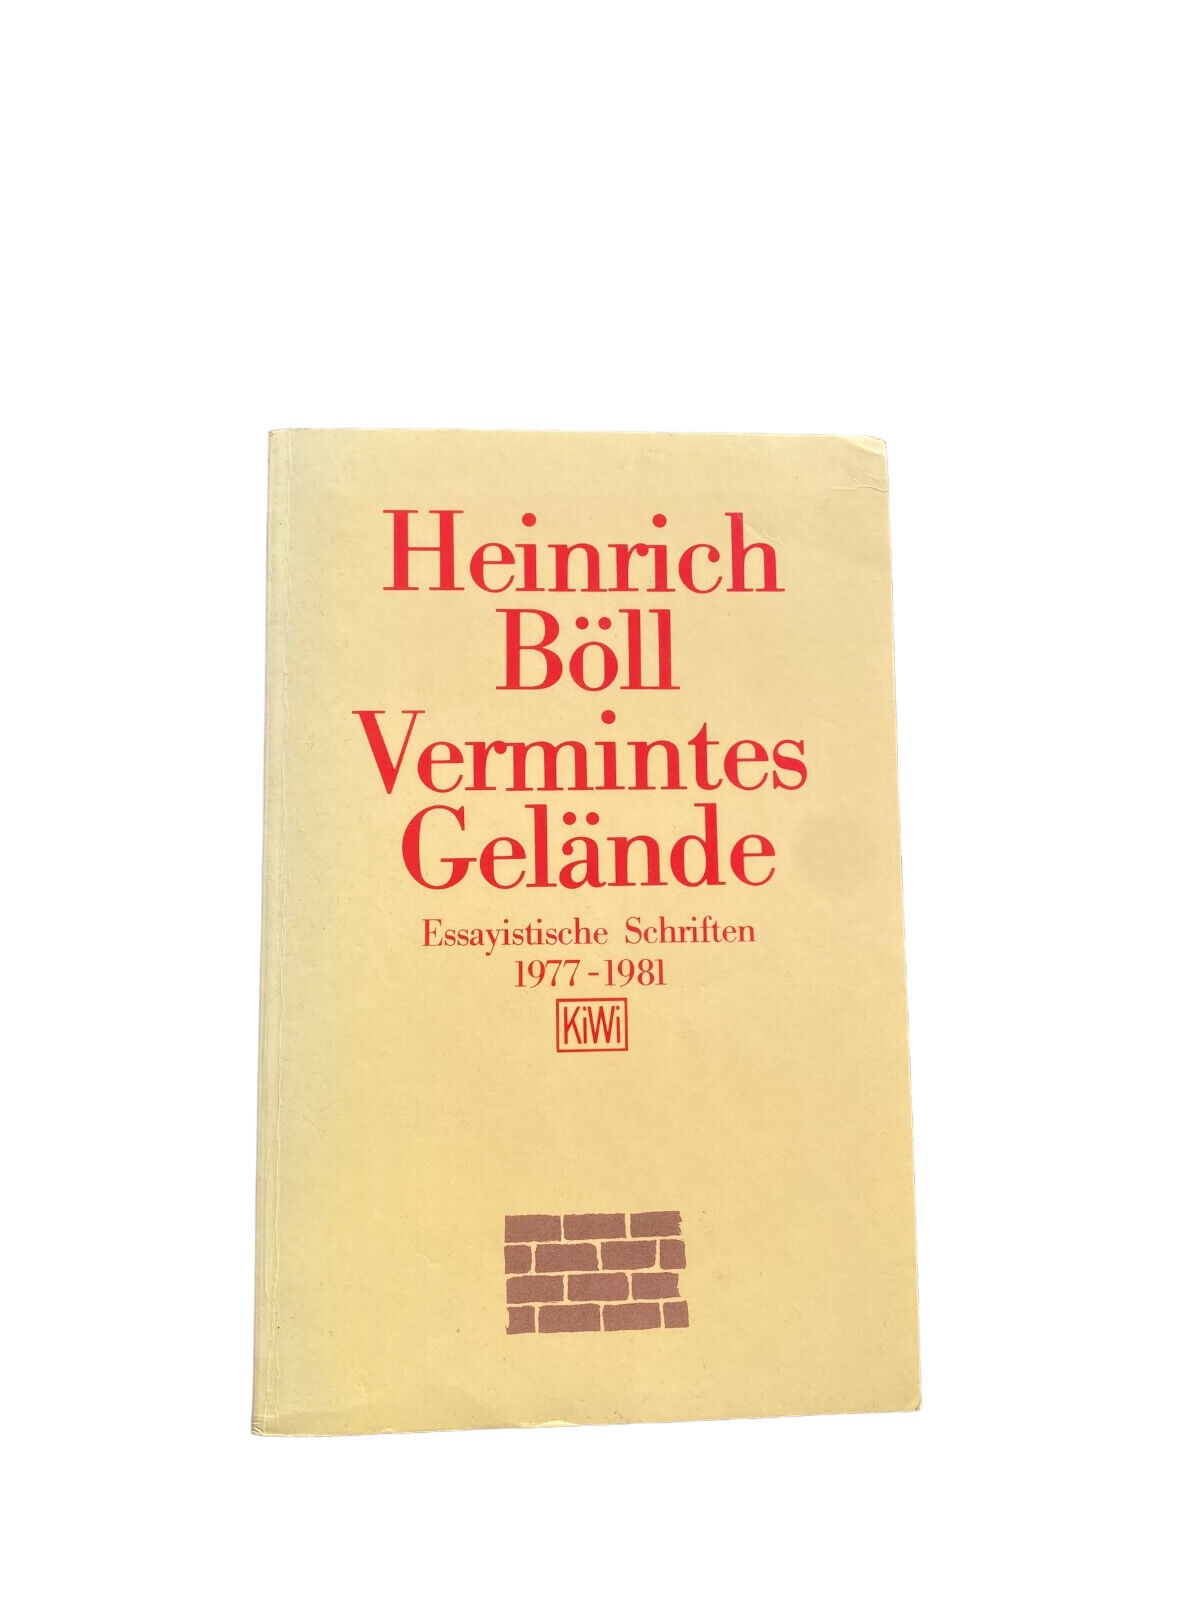 Heinrich
Böll
Vermintes
Gelände
Essayistische Schriften
1977-1981
KiWi